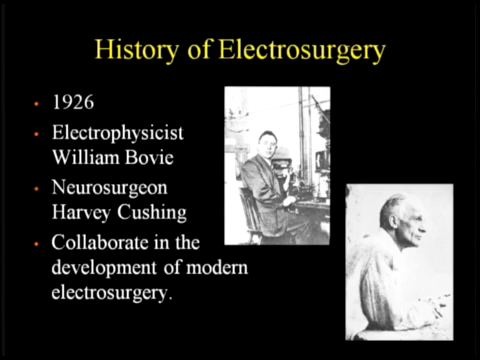 History of Electrosurgery
• 1926
• Electrophysicist
William Bovie
• Neurosurgeon
Harvey Cushing
• Collaborate in the
development of modern
electrosurgery.